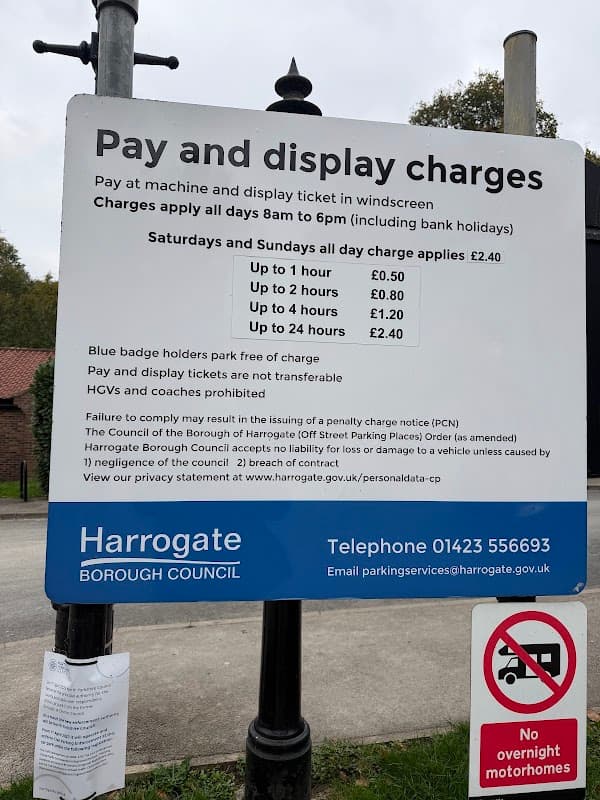 Pay and display charges
Pay at machine and display ticket in windscreen
Charges apply all days 8am to 6pm (including bank holidays)
Saturdays and Sundays all day charge applies £2.40
Up to 1 hour £0.50
Up to 2 hours £0.80
Up to 4 hours £1.20
Up to 24 hours £2.40
Blue badge holders park free of charge
Pay and display tickets are not transferable
HGVs and coaches prohibited
Failure to comply may result in the issuing of a penalty charge notice (PCN)
The Council of the Borough of Harrogate (Off Street Parking Places) Order (as amended)
Harrogate Borough Council accepts no liability for loss or damage to a vehicle unless caused by
1) negligence of the council 2) breach of contract
View our privacy statement at www.harrogate.gov.uk/personaldata-cp
Harrogate
BOROUGH COUNCIL
Telephone 01423 556693
Email parkingservices@harrogate.gov.uk
No
overnight
motorhomes